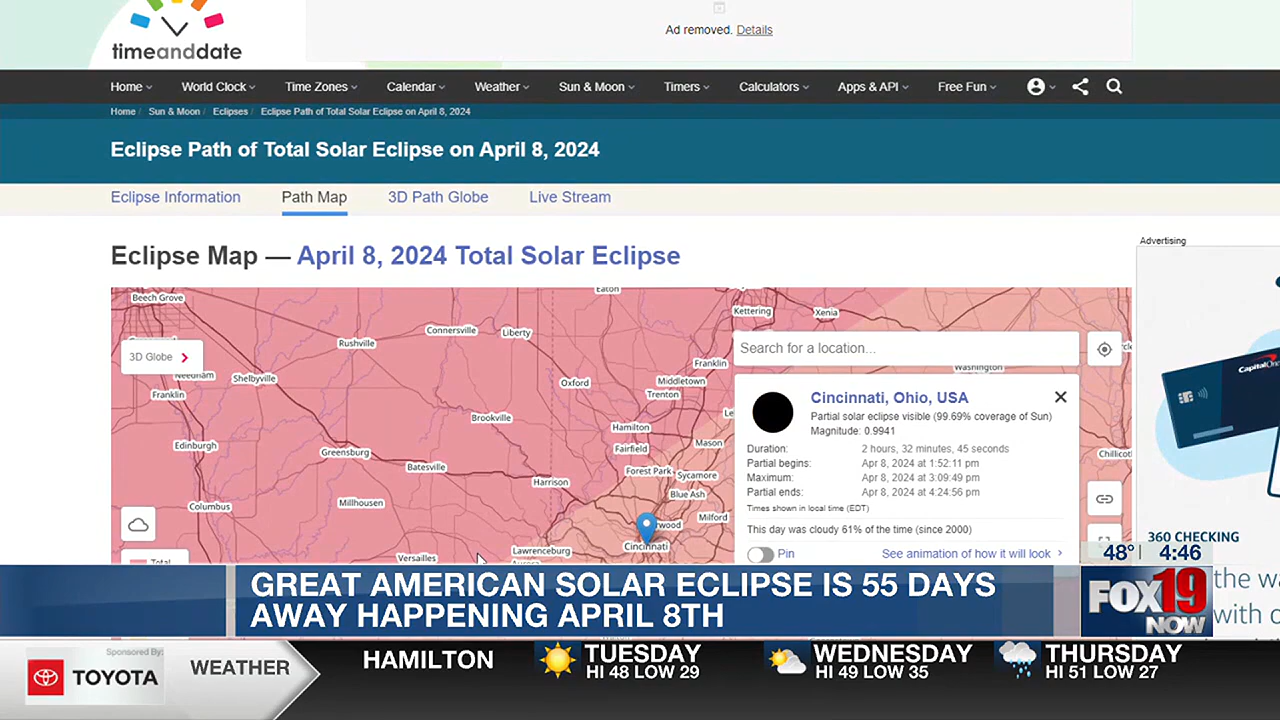 timeanddate
Ad removed. Details
Home World Clock Time Zones Calendar Weather Sun & Moon Timers Calculators Apps & API Free Fun
Home / Sun & Moon / Eclipses / Eclipse Path of Total Solar Eclipse on April 8, 2024
Eclipse Path of Total Solar Eclipse on April 8, 2024
Eclipse Information Path Map 3D Path Globe Live Stream
Advertising
Eclipse Map — April 8, 2024 Total Solar Eclipse
Eaton
Beech Grove
Kettering
Xenia
Connersville
Liberty
Rushville
Search for a location...
3D Globe
Franklin
Needham
Shelbyville
Oxford
Middletown
Washington
Franklin
Trenton
Capital One
Cincinnati, Ohio, USA
Partial solar eclipse visible (99.69% coverage of Sun)
Magnitude: 0.9941
Brookville
Hamilton
Edinburgh
Fairfield
Mason
Greensburg
Duration: 2 hours, 32 minutes, 45 seconds
Partial begins: Apr 8, 2024 at 1:52:11 pm
Maximum: Apr 8, 2024 at 3:09:49 pm
Partial ends: Apr 8, 2024 at 4:24:56 pm
Times shown in local time (EDT)
Batesville
Forest Park
Sycamore
Harrison
Blue Ash
Columbus
Millhousen
Milford
This day was cloudy 61% of the time (since 2000)
Cincinnati
Lawrenceburg
Versailles
Pin
See animation of how it will look
360 CHECKING
Total
48° 4:46
GREAT AMERICAN SOLAR ECLIPSE IS 55 DAYS
AWAY HAPPENING APRIL 8TH
FOX19
NOW
with
Sponsored By:
TOYOTA
WEATHER
HAMILTON
TUESDAY
HI 48 LOW 29
WEDNESDAY
HI 49 LOW 35
THURSDAY
HI 51 LOW 27